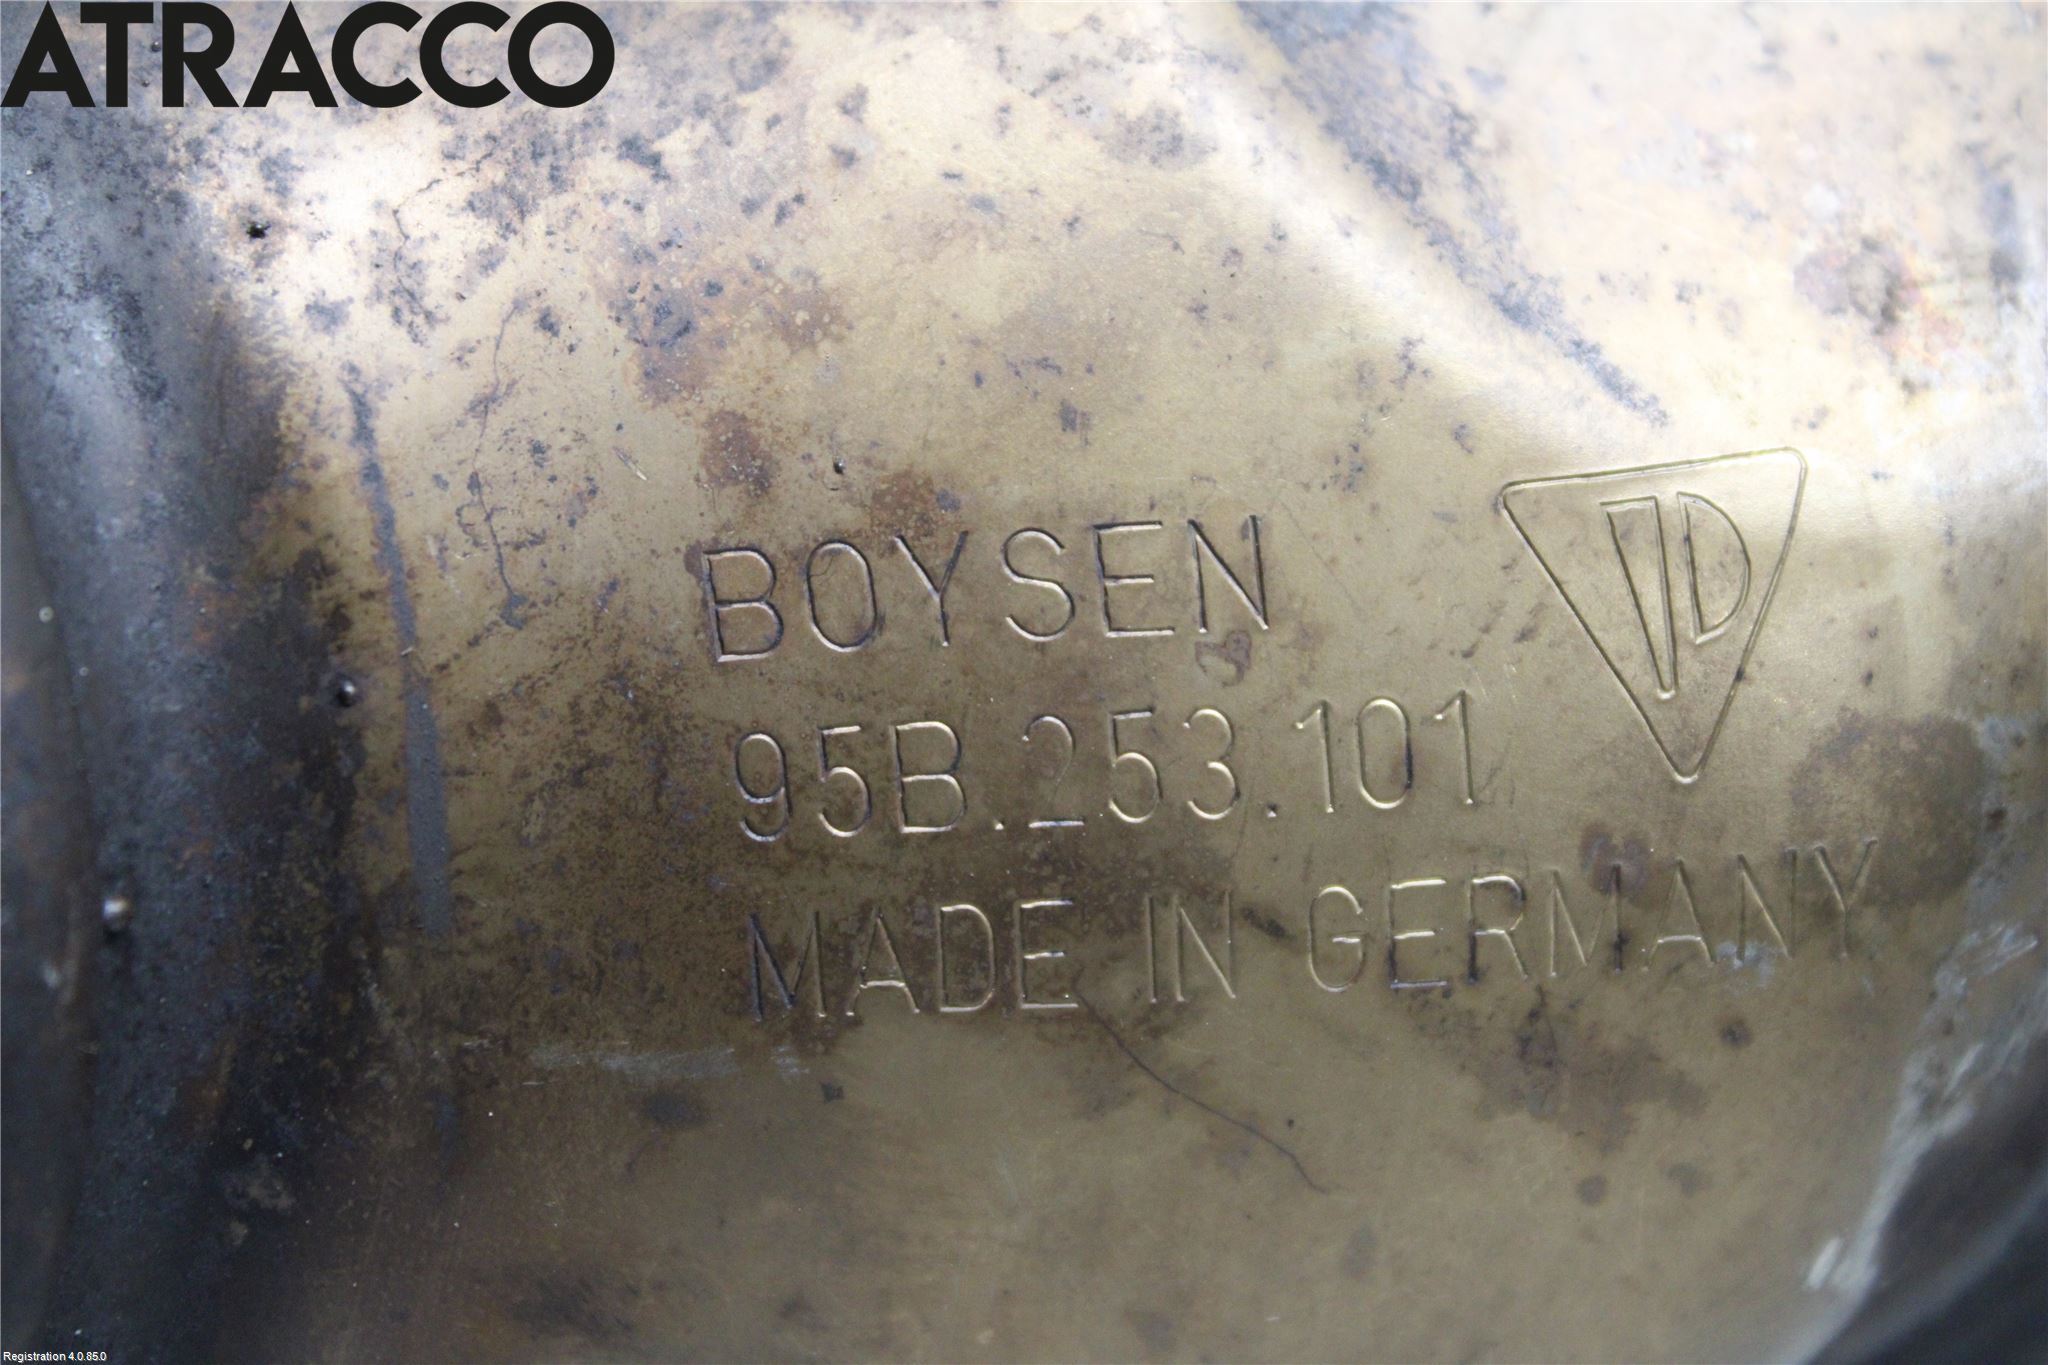 ATRACCO
BOYSEN
95B.253.101
MADE IN GERMANY
Registration 4.0.85.0